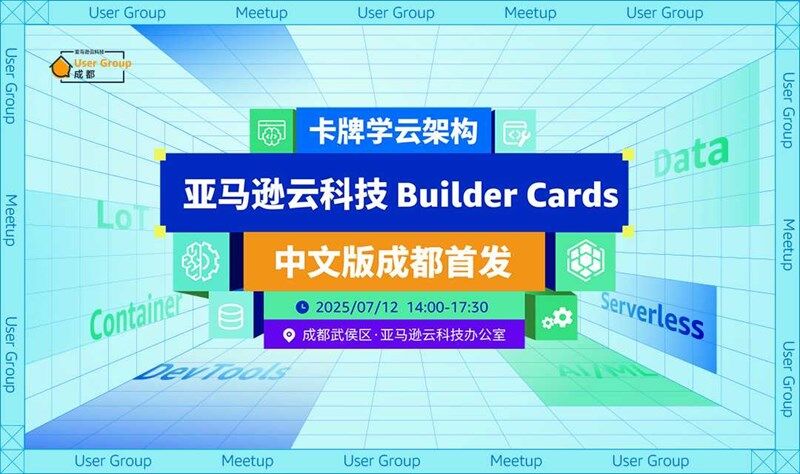 User Group
Meetup
User Group
Meetup
User Group
亚马逊云科技
User Group
成都
User Group
Meetup
User Group
User Group
Meetup
User Group
卡牌学云架构
亚马逊云科技 Builder Cards
中文版成都首发
2025/07/12 14:00-17:30
成都武侯区·亚马逊云科技办公室
LoT
Data
Container
Serverless
DevTools
AI/ML
User Group
Meetup
User Group
Meetup
User Group